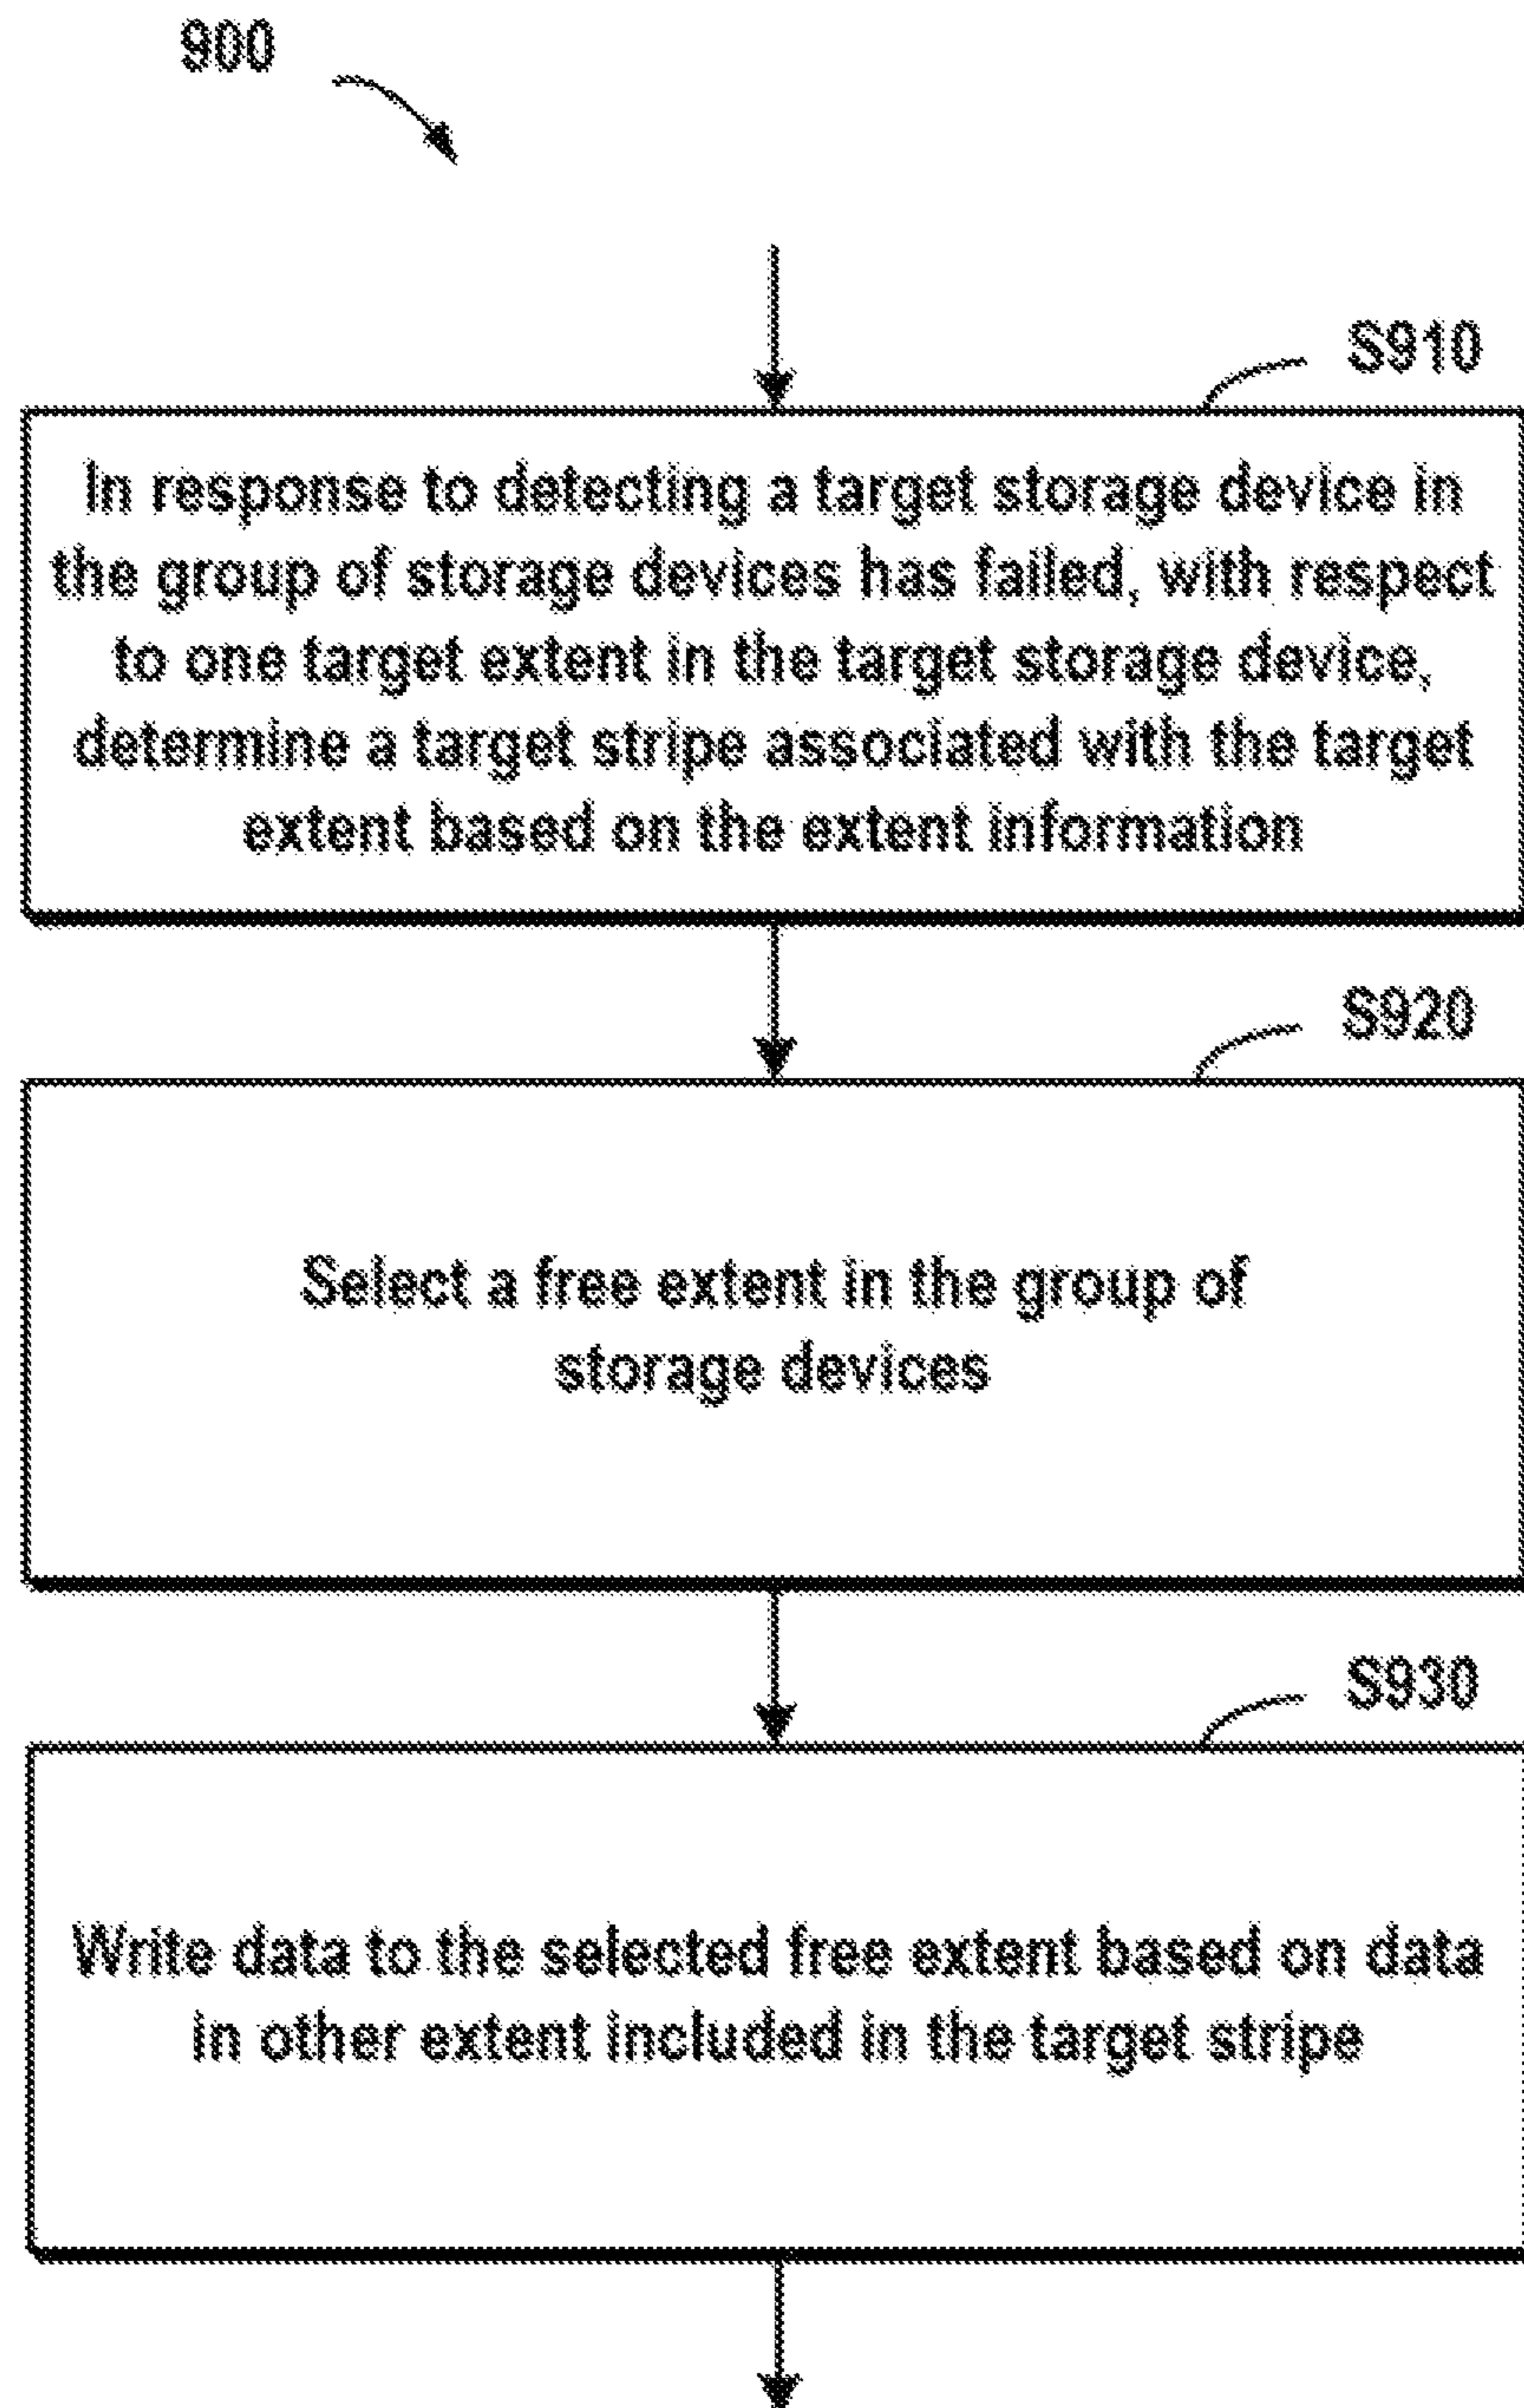 900
S910
In response to detecting a target storage device in
the group of storage devices has failed, with respect
to one target extent in the target storage device,
determine a target stripe associated with the target
extent based on the extent information
S920
Select a free extent in the group of
storage devices
S930
Write data to the selected free extent based on data
in other extent included in the target stripe